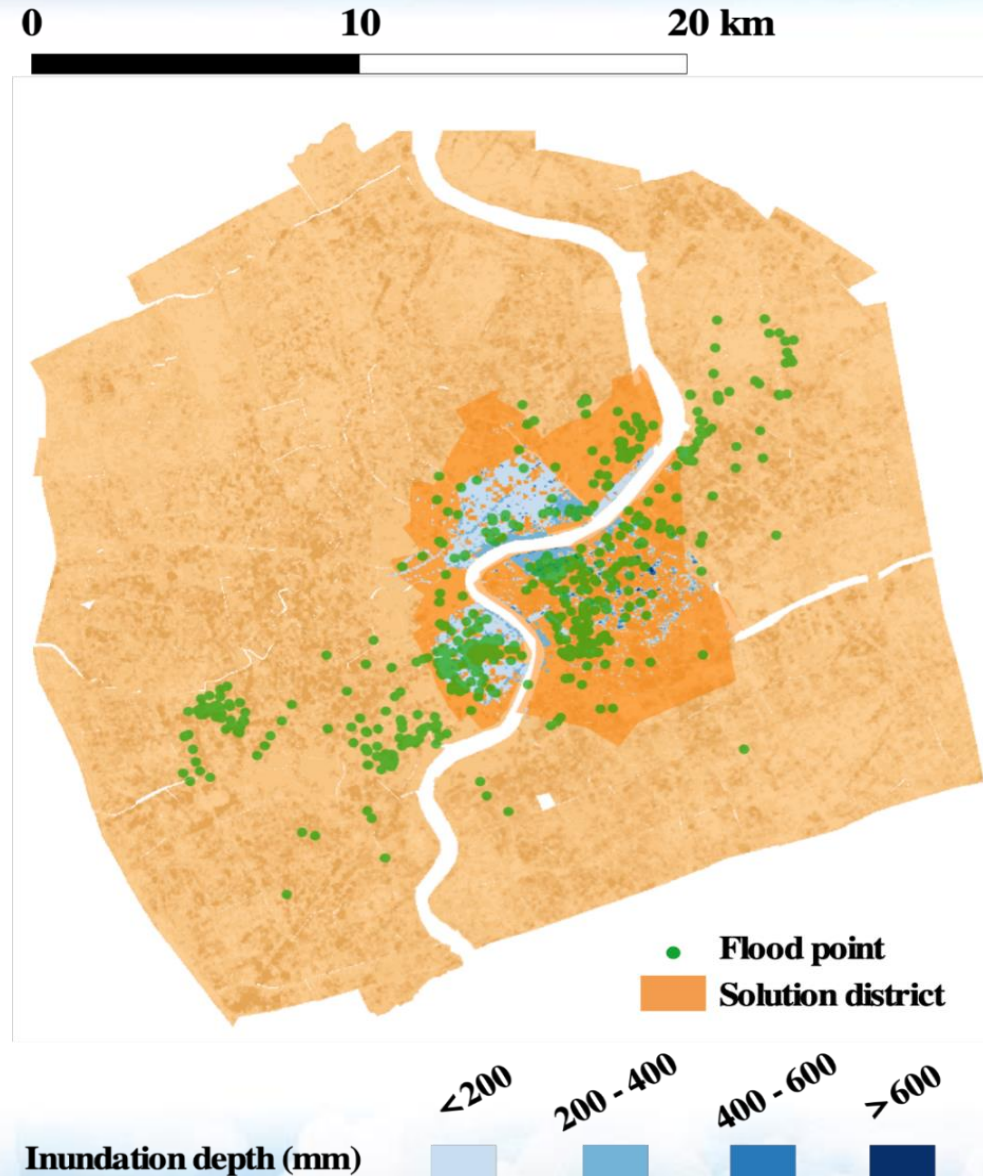 0 10 20 km
Flood point
Solution district
<200 200 - 400 400 - 600 >600
Inundation depth (mm)